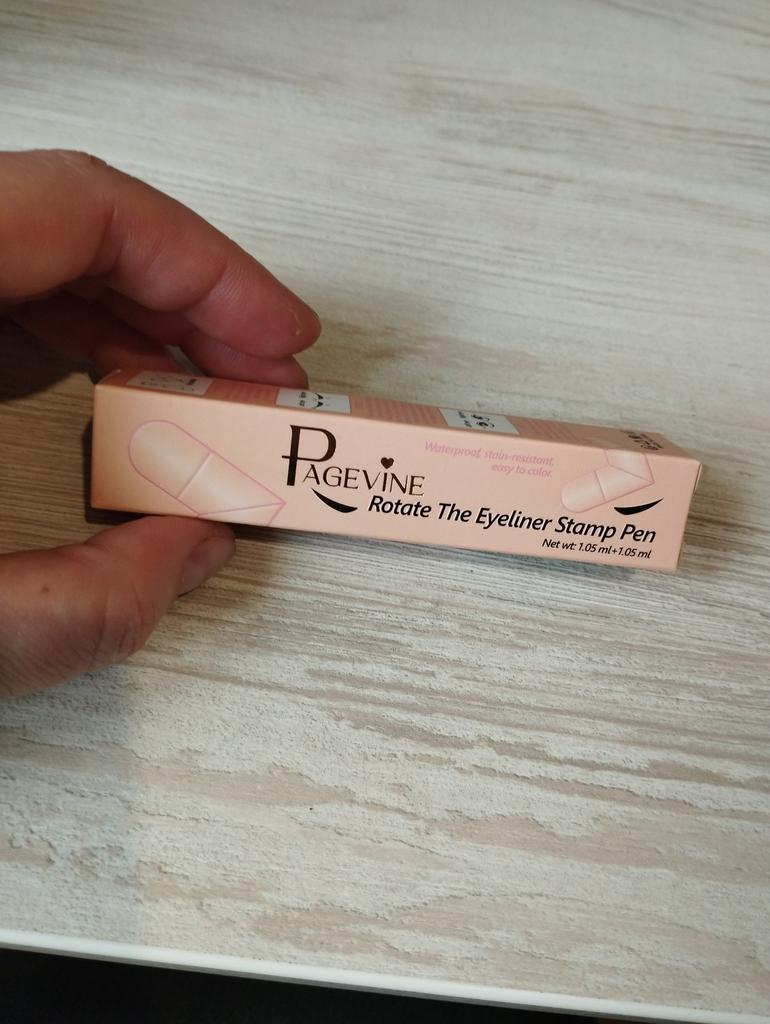 PAGEVINE
Waterproof, stain-resistant,
easy to color.
Rotate The Eyeliner Stamp Pen
Net wt: 1.05 ml+1.05 ml